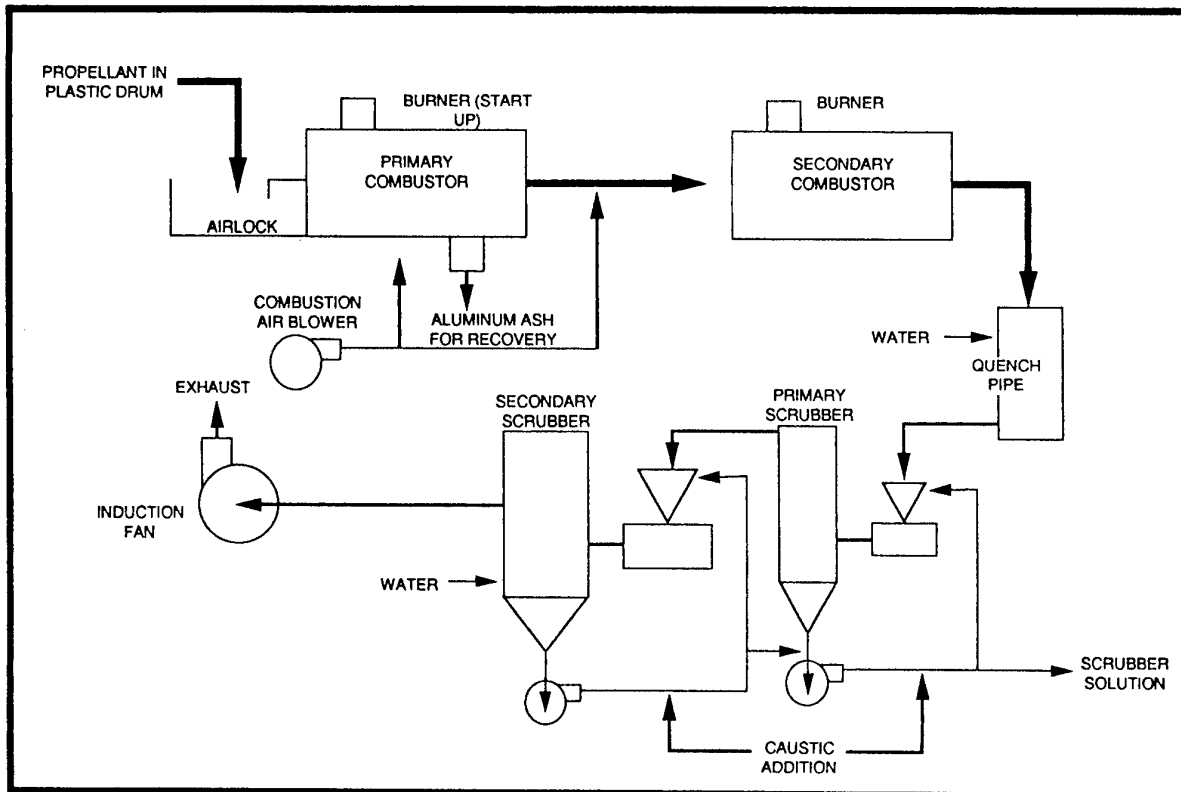 PROPELLANT IN
PLASTIC DRUM
BURNER (START
UP)
BURNER
PRIMARY
COMBUSTOR
SECONDARY
COMBUSTOR
AIRLOCK
COMBUSTION
AIR BLOWER
ALUMINUM ASH
FOR RECOVERY
WATER
QUENCH
PIPE
EXHAUST
SECONDARY
SCRUBBER
PRIMARY
SCRUBBER
INDUCTION
FAN
WATER
SCRUBBER
SOLUTION
CAUSTIC
ADDITION